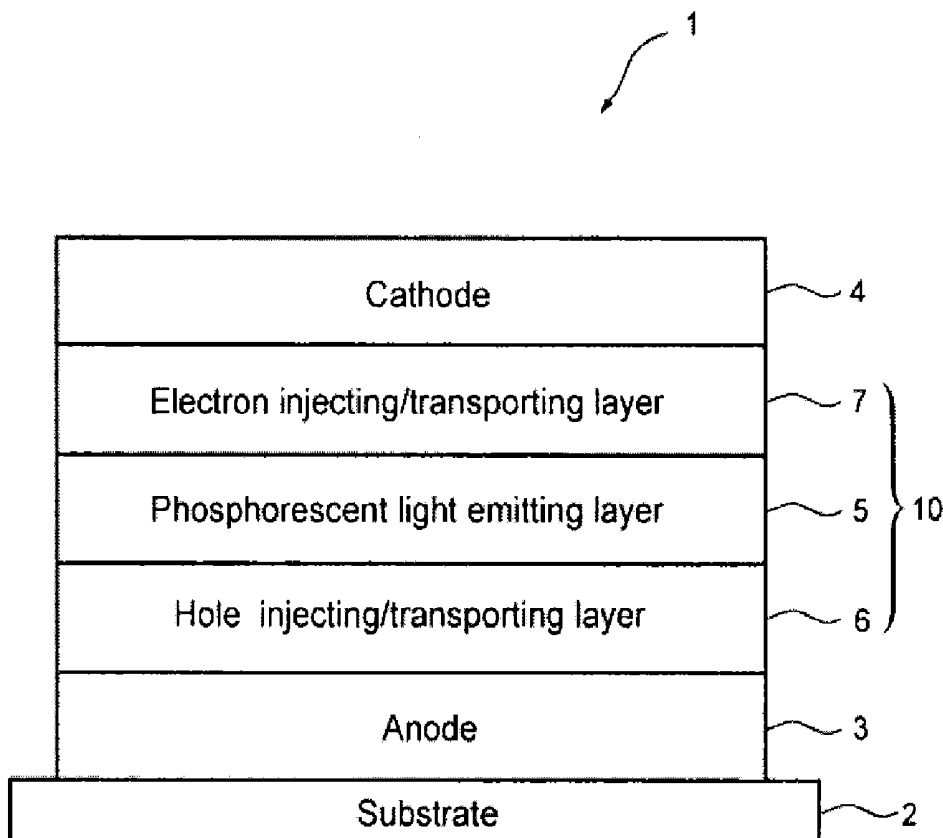 1
Cathode 4
Electron injecting/transporting layer 7
Phosphorescent light emitting layer 5 10
Hole injecting/transporting layer 6
Anode 3
Substrate 2